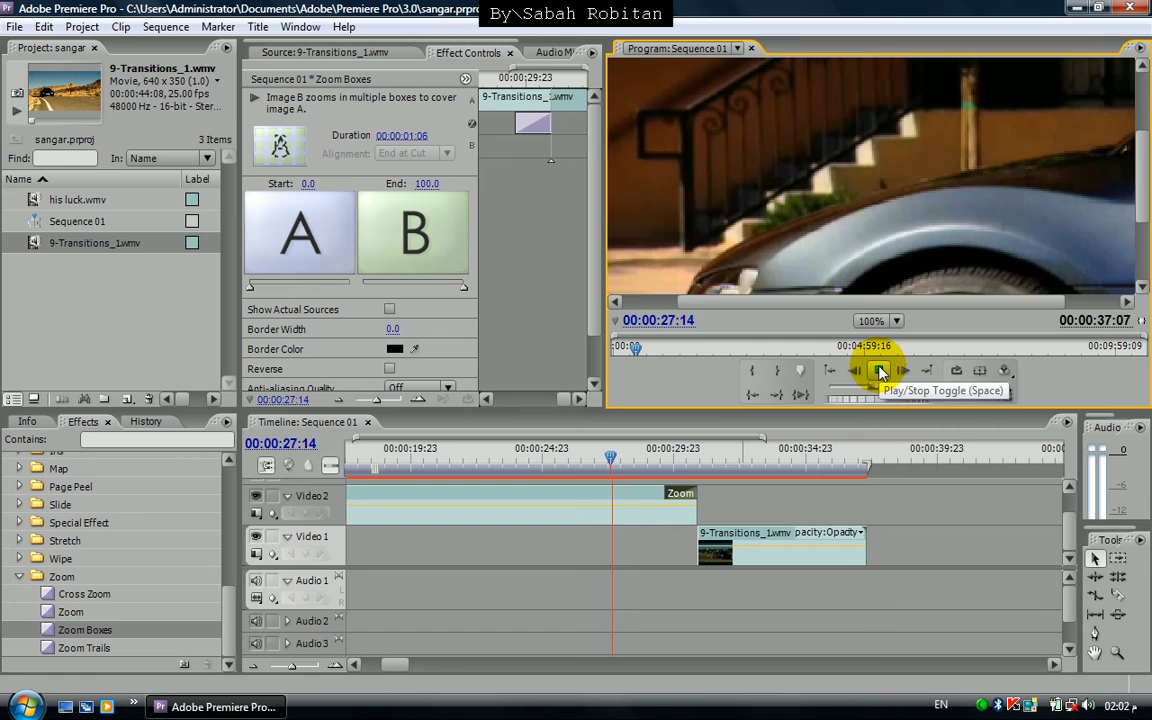 Adobe Premiere Pro - C:\Users\Administrator\Documents\Adobe\Premiere Pro\3.0\sangar.prproj
By\Sabah Robitan
File Edit Project Clip Sequence Marker Title Window Help
Project: sangar
9-Transitions_1.wmv
Movie, 640 x 350 (1.0)
00:00:44:08, 25.00 fps
48000 Hz - 16-bit - Ster...
sangar.prproj
3 Items
Find:
In: Name
Name
Label
his luck.wmv
Sequence 01
9-Transitions_1.wmv
Source: 9-Transitions_1.wmv
Effect Controls
Sequence 01 * Zoom Boxes
Image B zooms in multiple boxes to cover
image A.
Duration 00:00:01:06
Alignment: End at Cut
Start: 0.0
End: 100.0
A
B
Show Actual Sources
Border Width 0.0
Border Color
Reverse
Anti-aliasing Quality Off
00:00:27:14
00:00:29:23
A
B
Program: Sequence 01
00:00:27:14
100%
00:00:37:07
00:04:59:16
00:09:59:09
Play/Stop Toggle (Space)
Info Effects History
Contains:
Map
Page Peel
Slide
Special Effect
Stretch
Wipe
Zoom
Cross Zoom
Zoom
Zoom Boxes
Zoom Trails
Timeline: Sequence 01
00:00:27:14
00:00:19:23
00:00:24:23
00:00:29:23
00:00:34:23
00:00:39:23
Video 2
Zoom
Video 1
9-Transitions_1.wmv
Audio 1
Audio 2
Audio 3
Audio
0
-6
-12
Tools
Adobe Premiere Pro...
EN
02:02 م